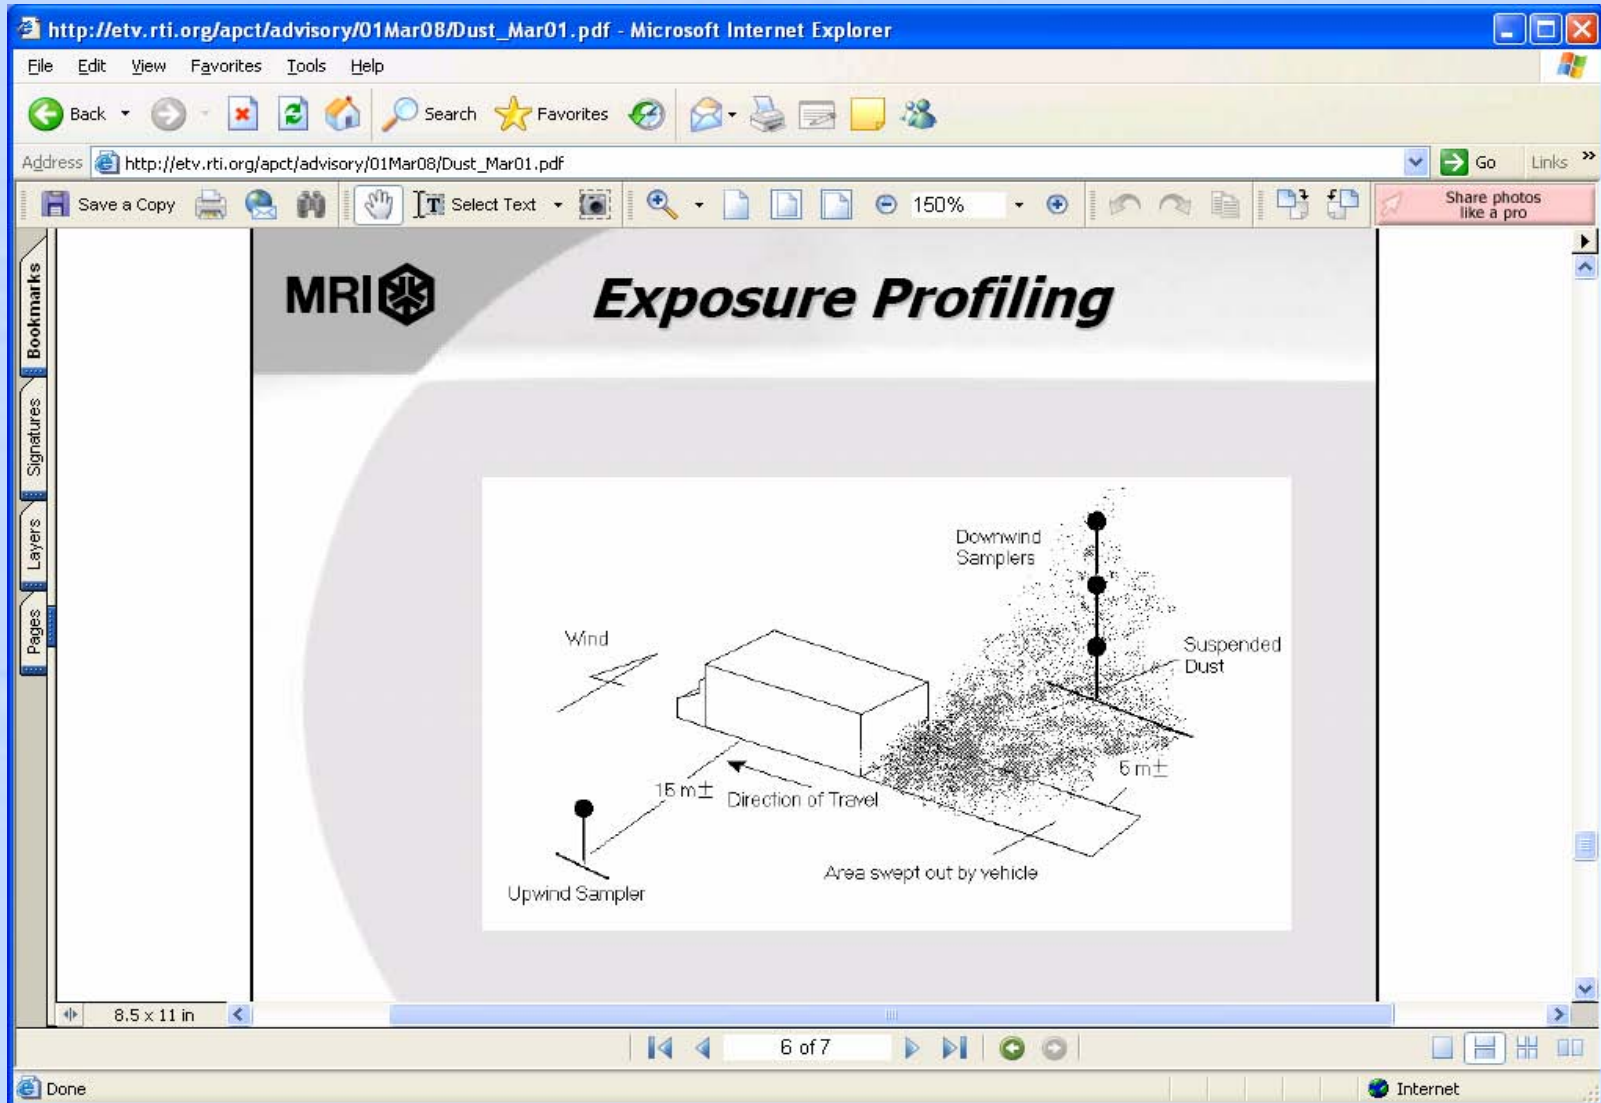 http://etv.rti.org/apct/advisory/01Mar08/Dust_Mar01.pdf - Microsoft Internet Explorer
File Edit View Favorites Tools Help
Back Search Favorites
Address http://etv.rti.org/apct/advisory/01Mar08/Dust_Mar01.pdf Go Links »
Save a Copy Select Text 150% Share photos
like a pro
Bookmarks
Signatures
Layers
Pages
MRI Exposure Profiling
Downwind
Samplers
Wind
Suspended
Dust
15 m± Direction of Travel
6 m±
Area swept out by vehicle
Upwind Sampler
8.5 x 11 in
6 of 7
Done Internet